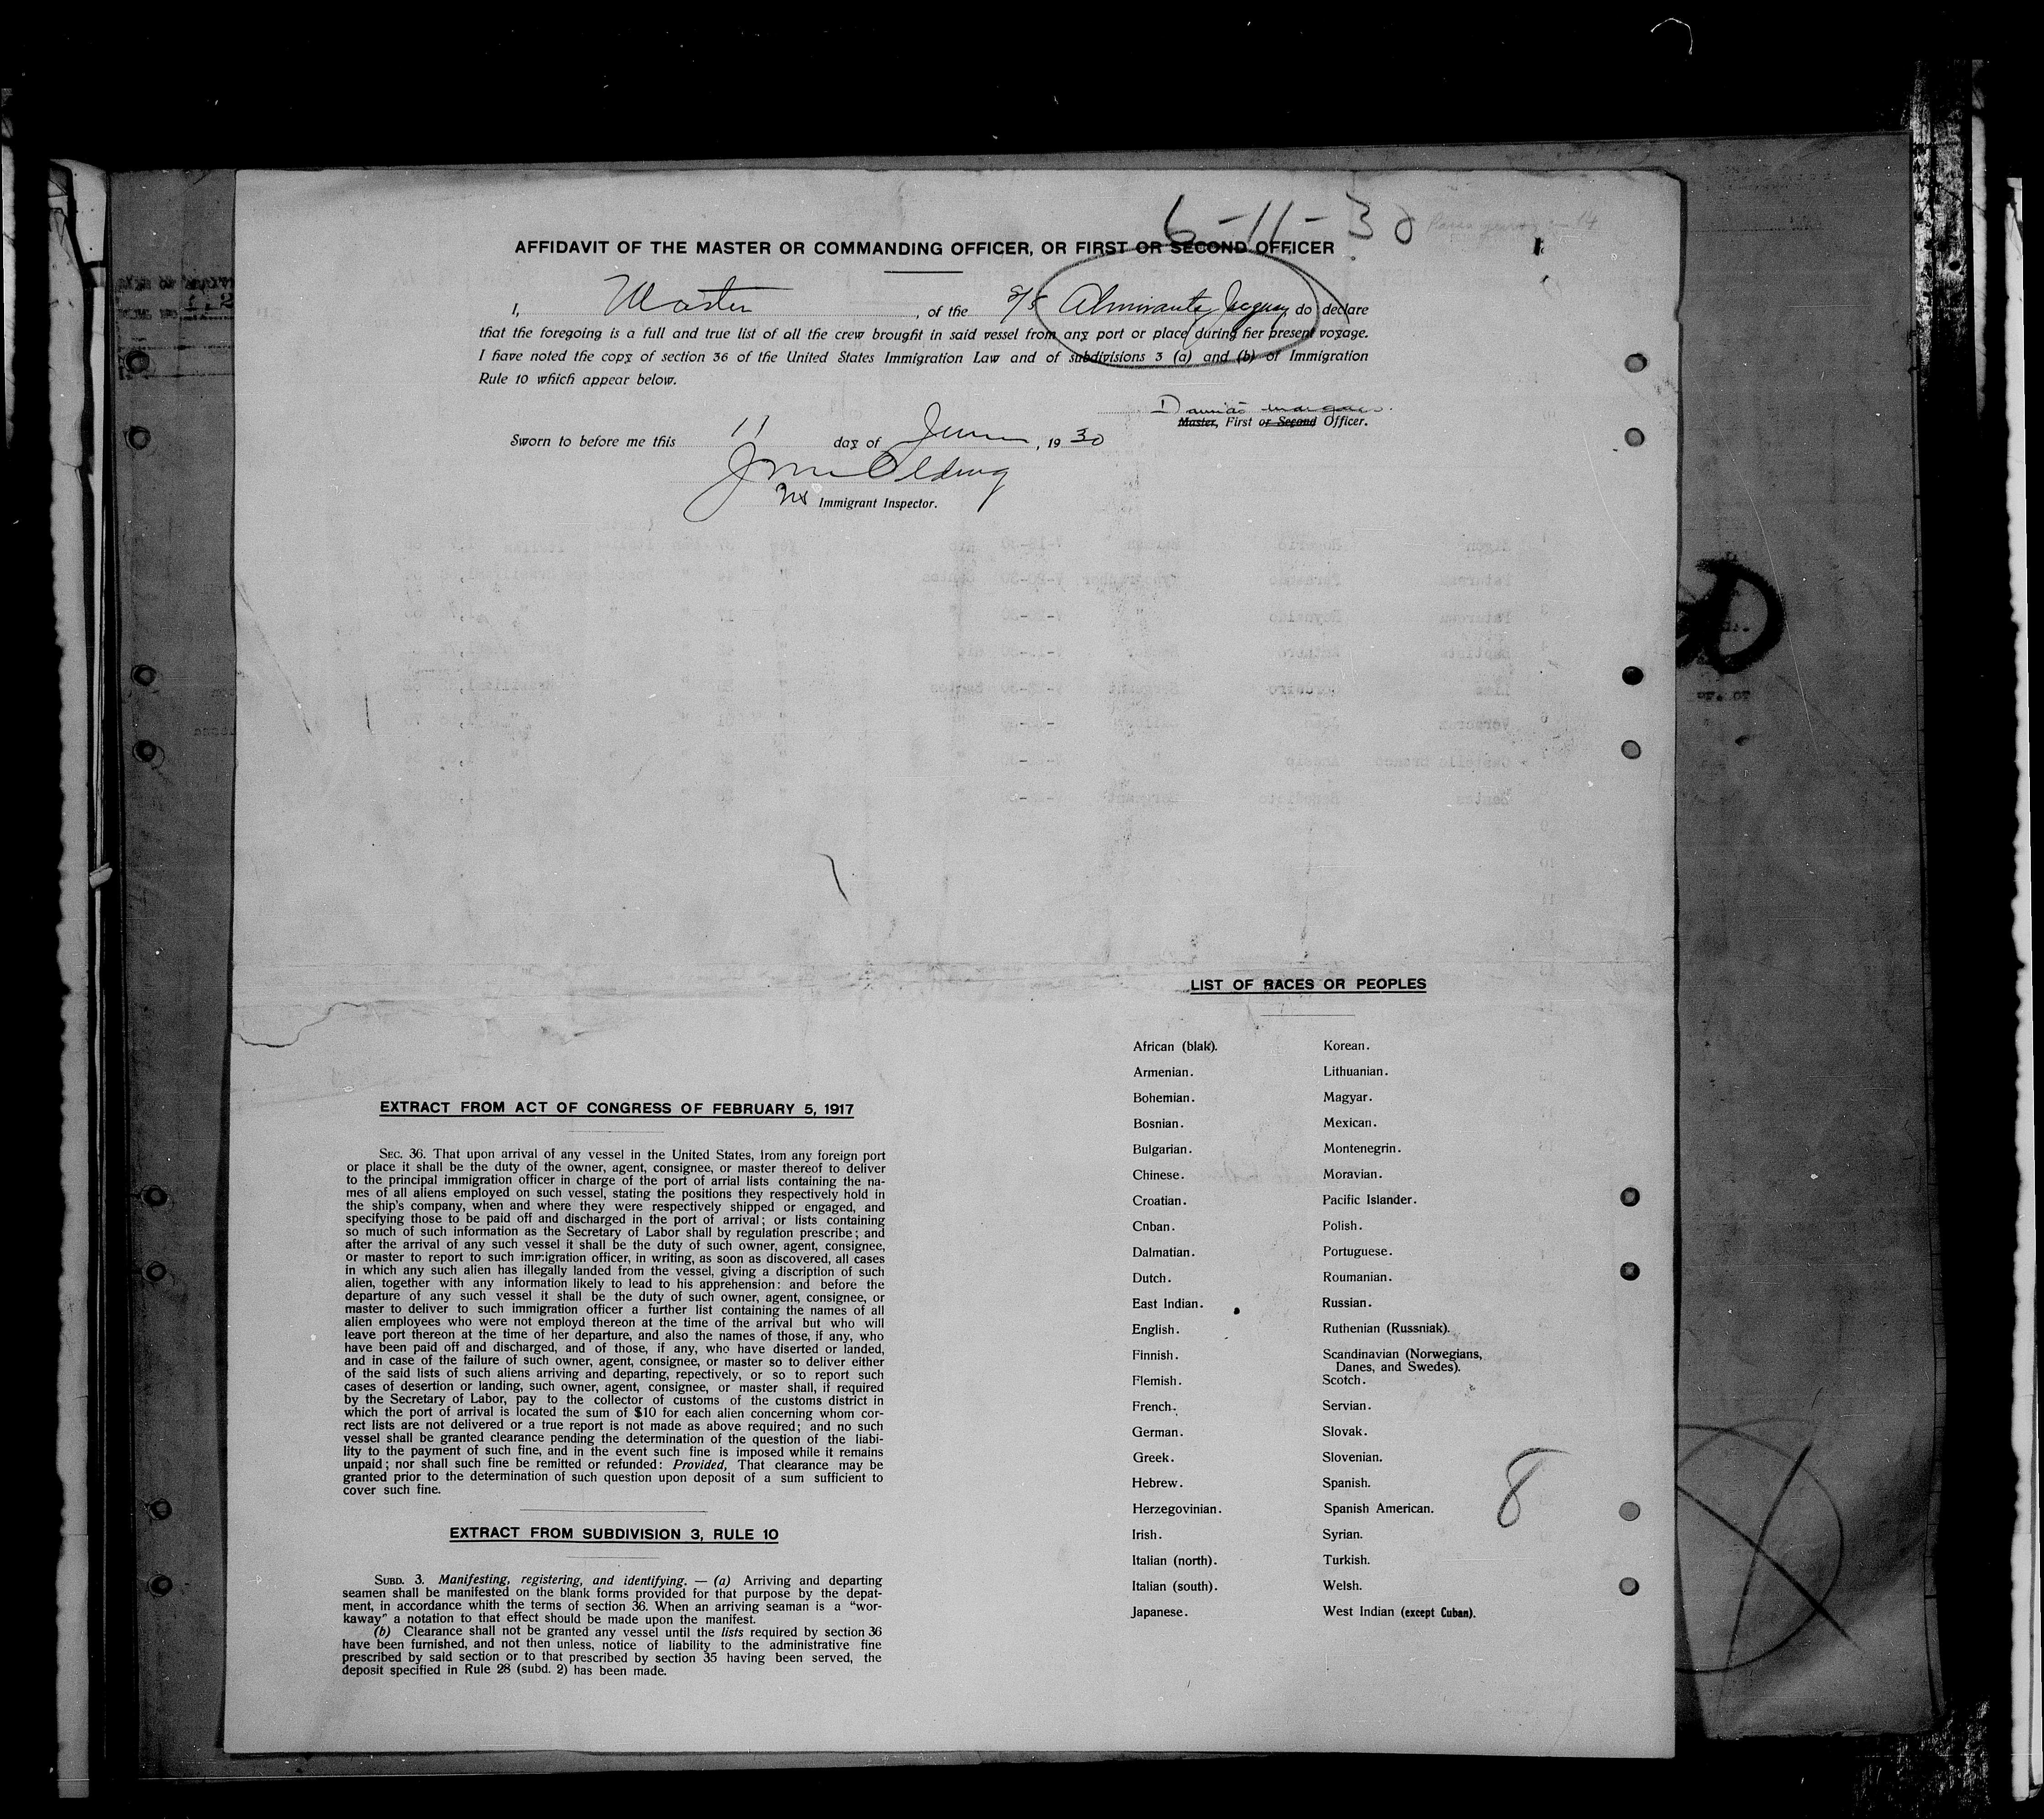 6-11-30
AFFIDAVIT OF THE MASTER OR COMMANDING OFFICER, OR FIRST OR SECOND OFFICER
I, Master, of the S/S Almirante do declare
that the foregoing is a full and true list of all the crew brought in said vessel from any port or place during her present voyage.
I have noted the copy of section 36 of the United States Immigration Law and of subdivisions 3 (a) and (b) of Immigration
Rule 10 which appear below.
Master, First or Second Officer.
Sworn to before me this 11 day of June, 1930
Immigrant Inspector.
LIST OF RACES OR PEOPLES
African (blak).
Armenian.
Bohemian.
Bosnian.
Bulgarian.
Chinese.
Croatian.
Cnban.
Dalmatian.
Dutch.
East Indian.
English.
Finnish.
Flemish.
French.
German.
Greek.
Hebrew.
Herzegovinian.
Irish.
Italian (north).
Italian (south).
Japanese.
Korean.
Lithuanian.
Magyar.
Mexican.
Montenegrin.
Moravian.
Pacific Islander.
Polish.
Portuguese.
Roumanian.
Russian.
Ruthenian (Russniak).
Scandinavian (Norwegians,
Danes, and Swedes).
Scotch.
Servian.
Slovak.
Slovenian.
Spanish.
Spanish American.
Syrian.
Turkish.
Welsh.
West Indian (except Cuban).
8
EXTRACT FROM ACT OF CONGRESS OF FEBRUARY 5, 1917
SEC. 36. That upon arrival of any vessel in the United States, from any foreign port
or place it shall be the duty of the owner, agent, consignee, or master thereof to deliver
to the principal immigration officer in charge of the port of arrial lists containing the na-
mes of all aliens employed on such vessel, stating the positions they respectively hold in
the ship's company, when and where they were respectively shipped or engaged, and
specifying those to be paid off and discharged in the port of arrival; or lists containing
so much of such information as the Secretary of Labor shall by regulation prescribe; and
after the arrival of any such vessel it shall be the duty of such owner, agent, consignee,
or master to report to such immigration officer, in writing, as soon as discovered, all cases
in which any such alien has illegally landed from the vessel, giving a discription of such
alien, together with any information likely to lead to his apprehension: and before the
departure of any such vessel it shall be the duty of such owner, agent, consignee, or
master to deliver to such immigration officer a further list containing the names of all
alien employees who were not employd thereon at the time of the arrival but who will
leave port thereon at the time of her departure, and also the names of those, if any, who
have been paid off and discharged, and of those, if any, who have diserted or landed,
and in case of the failure of such owner, agent, consignee, or master so to deliver either
of the said lists of such aliens arriving and departing, repectively, or so to report such
cases of desertion or landing, such owner, agent, consignee, or master shall, if required
by the Secretary of Labor, pay to the collector of customs of the customs district in
which the port of arrival is located the sum of $10 for each alien concerning whom cor-
rect lists are not delivered or a true report is not made as above required; and no such
vessel shall be granted clearance pending the determination of the question of the liabi-
lity to the payment of such fine, and in the event such fine is imposed while it remains
unpaid; nor shall such fine be remitted or refunded: Provided, That clearance may be
granted prior to the determination of such question upon deposit of a sum sufficient to
cover such fine.
EXTRACT FROM SUBDIVISION 3, RULE 10
SUBD. 3. Manifesting, registering, and identifying. — (a) Arriving and departing
seamen shall be manifested on the blank forms provided for that purpose by the depat-
ment, in accordance whith the terms of section 36. When an arriving seaman is a "wor-
kaway" a notation to that effect should be made upon the manifest.
(b) Clearance shall not be granted any vessel until the lists required by section 36
have been furnished, and not then unless, notice of liability to the administrative fine
prescribed by said section or to that prescribed by section 35 having been served, the
deposit specified in Rule 28 (subd. 2) has been made.